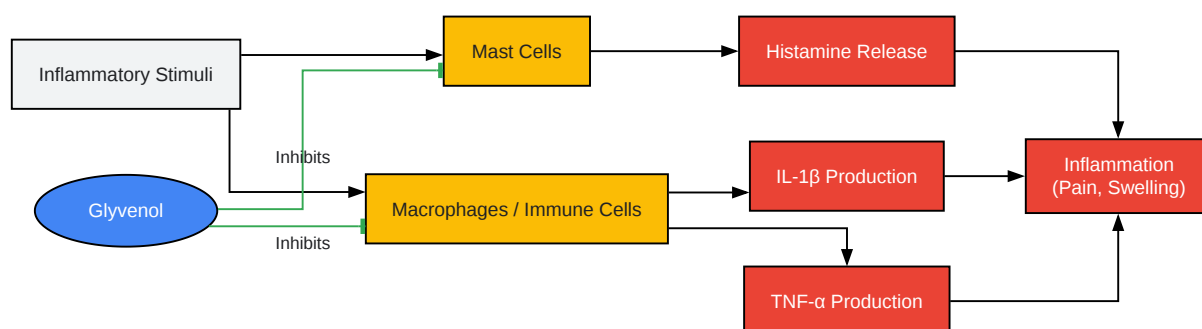 Inflammatory Stimuli
Mast Cells
Histamine Release
Inhibits
IL-1β Production
Inflammation
(Pain, Swelling)
Glyvenol
Macrophages / Immune Cells
Inhibits
TNF-α Production